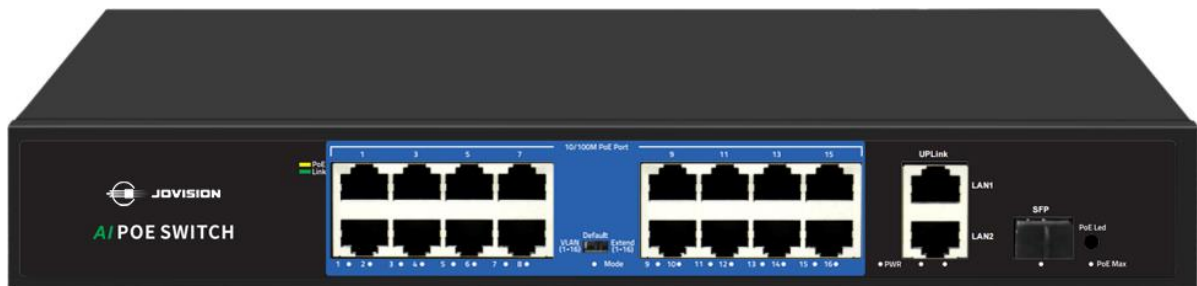 10/100M PoE Port
1 3 5 7 9 11 13 15
UPLink
PoE
Link
LAN1
JOVISION
SFP
AI POE SWITCH
Default
VLAN
(1-16)
Extend
(1-16)
LAN2
PoE Led
1 2 3 4 5 6 7 8
Mode
9 10 11 12 13 14 15 16
PWR
PoE Max